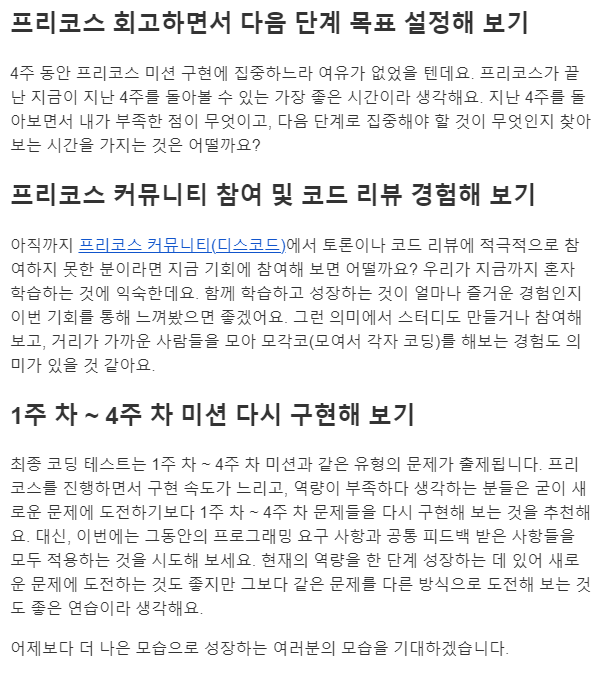 프리코스 회고하면서 다음 단계 목표 설정해 보기
4주 동안 프리코스 미션 구현에 집중하느라 여유가 없었을 텐데요. 프리코스가 끝
난 지금이 지난 4주를 돌아볼 수 있는 가장 좋은 시간이라 생각해요. 지난 4주를 돌
아보면서 내가 부족한 점이 무엇이고, 다음 단계로 집중해야 할 것이 무엇인지 찾아
보는 시간을 가지는 것은 어떨까요?
프리코스 커뮤니티 참여 및 코드 리뷰 경험해 보기
아직까지 프리코스 커뮤니티(디스코드)에서 토론이나 코드 리뷰에 적극적으로 참
여하지 못한 분이라면 지금 기회에 참여해 보면 어떨까요? 우리가 지금까지 혼자
학습하는 것에 익숙한데요. 함께 학습하고 성장하는 것이 얼마나 즐거운 경험인지
이번 기회를 통해 느껴봤으면 좋겠어요. 그런 의미에서 스터디도 만들거나 참여해
보고, 거리가 가까운 사람들을 모아 모각코(모여서 각자 코딩)를 해보는 경험도 의
미가 있을 것 같아요.
1주 차 ~ 4주 차 미션 다시 구현해 보기
최종 코딩 테스트는 1주 차 ~ 4주 차 미션과 같은 유형의 문제가 출제됩니다. 프리
코스를 진행하면서 구현 속도가 느리고, 역량이 부족하다 생각하는 분들은 굳이 새
로운 문제에 도전하기보다 1주 차 ~ 4주 차 문제들을 다시 구현해 보는 것을 추천해
요. 대신, 이번에는 그동안의 프로그래밍 요구 사항과 공통 피드백 받은 사항들을
모두 적용하는 것을 시도해 보세요. 현재의 역량을 한 단계 성장하는 데 있어 새로
운 문제에 도전하는 것도 좋지만 그보다 같은 문제를 다른 방식으로 도전해 보는 것
도 좋은 연습이라 생각해요.
어제보다 더 나은 모습으로 성장하는 여러분의 모습을 기대하겠습니다.